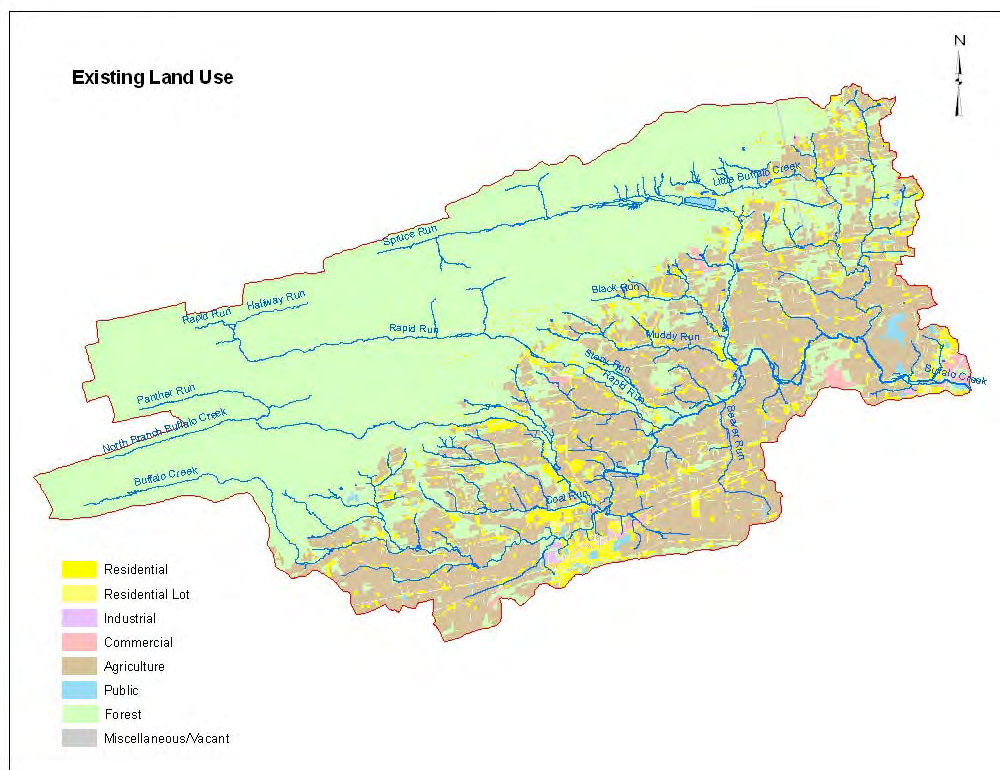 N
Existing Land Use
Little Buffalo Creek
Spruce Run
Black Run
Halfway Run
Rapid Run
Rapid Run
Muddy Run
Stony Run
Rapid Run
Buffalo Creek
Panther Run
North Branch Buffalo Creek
Beaver Run
Buffalo Creek
Coal Run
Residential
Residential Lot
Industrial
Commercial
Agriculture
Public
Forest
Miscellaneous/Vacant